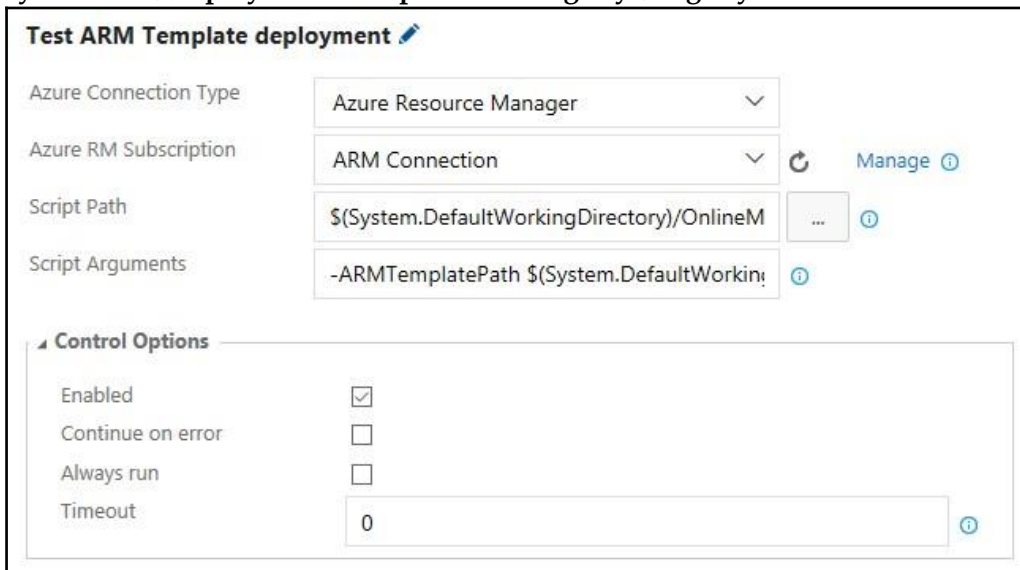 Test ARM Template deployment
Azure Connection Type Azure Resource Manager
Azure RM Subscription ARM Connection Manage
Script Path $(System.DefaultWorkingDirectory)/OnlineM ...
Script Arguments -ARMTemplatePath $(System.DefaultWorking
Control Options
Enabled
Continue on error
Always run
Timeout 0